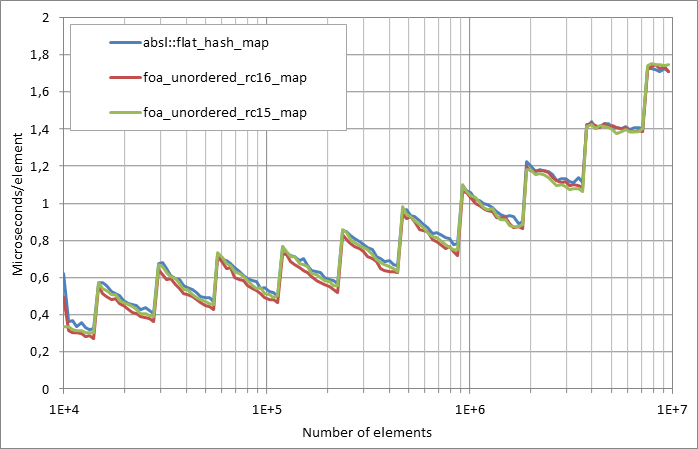 2
1,8
1,6
1,4
1,2
1
0,8
0,6
0,4
0,2
0
Microseconds/element
absl::flat_hash_map
foa_unordered_rc16_map
foa_unordered_rc15_map
1E+4
1E+5
1E+6
1E+7
Number of elements